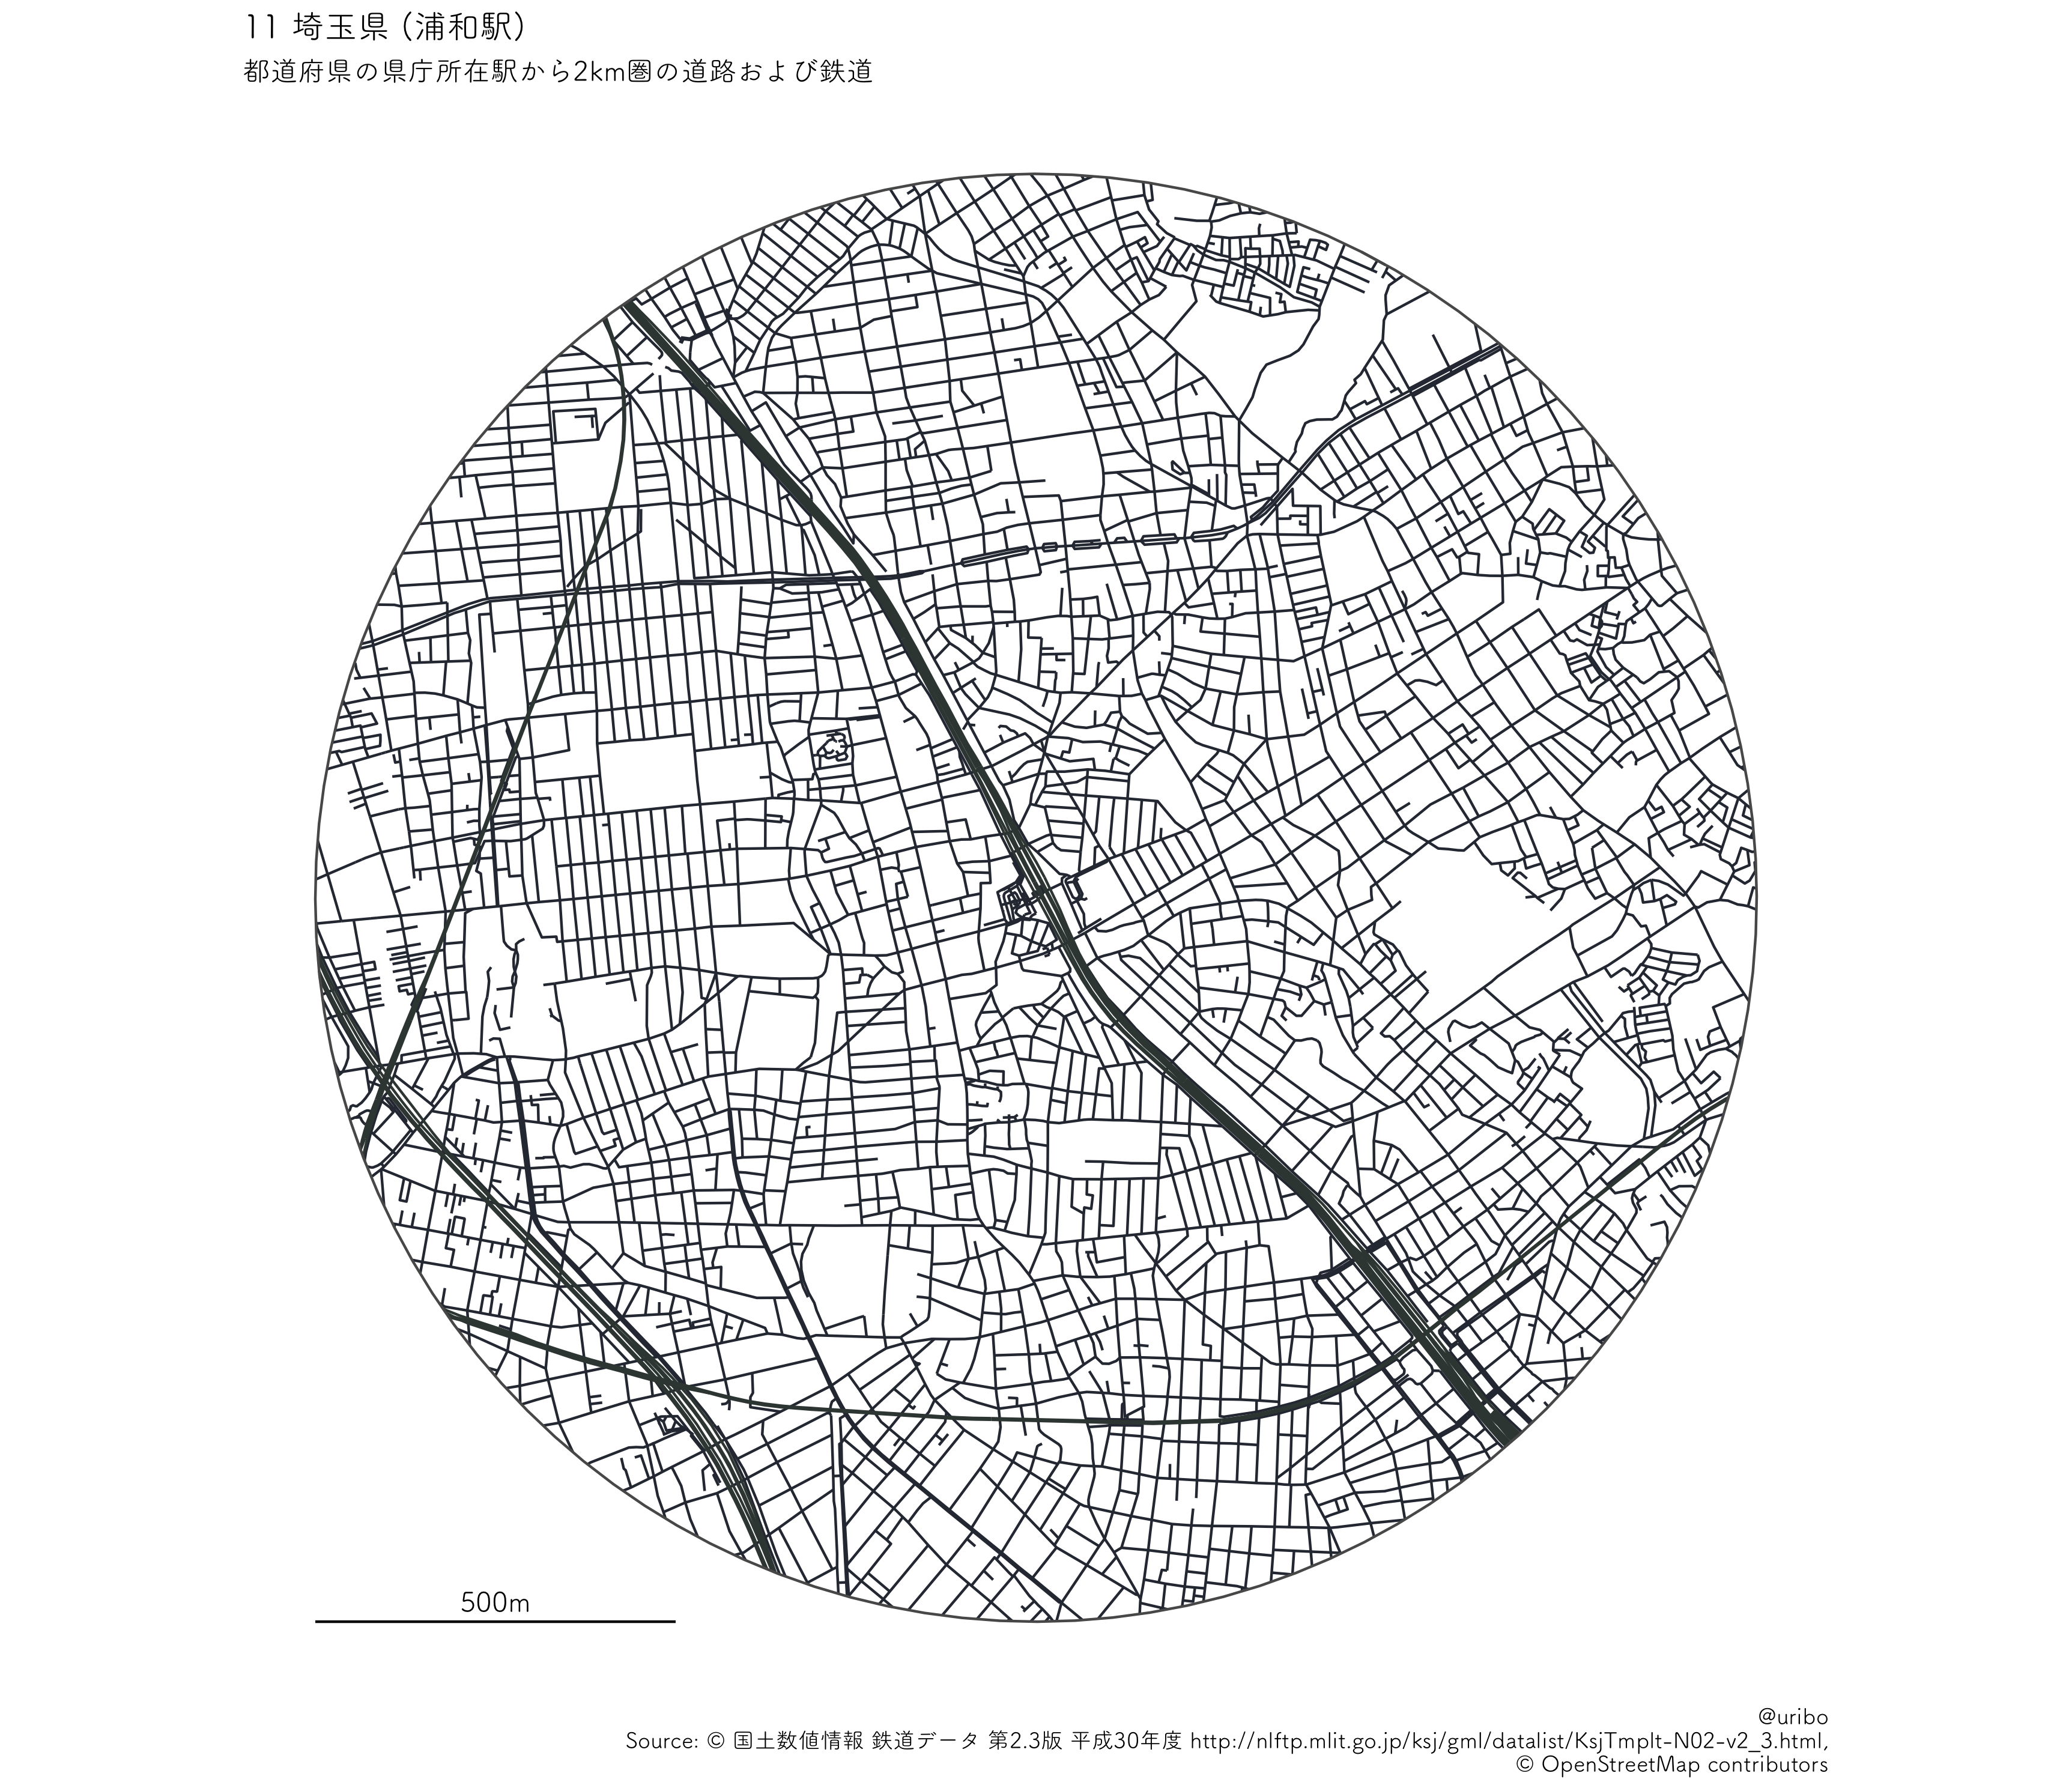 11 埼玉県 (浦和駅)
都道府県の県庁所在駅から2km圏の道路および鉄道
500m
@uribo
Source: © 国土数値情報 鉄道データ 第2.3版 平成30年度 http://nlftp.mlit.go.jp/ksj/gml/datalist/KsjTmplt-N02-v2_3.html,
© OpenStreetMap contributors